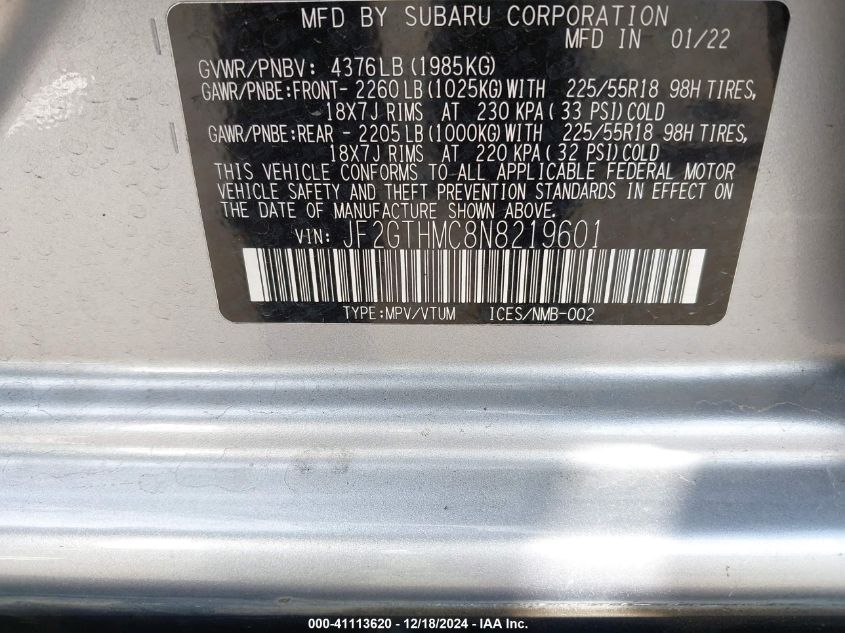 MFD BY SUBARU CORPORATION
MFD IN 01/22
GVWR/PNBV: 4376LB (1985KG)
GAWR/PNBE:FRONT- 2260 LB (1025KG) WITH 225/55R18 98H TIRES,
18X7J RIMS AT 230 KPA ( 33 PSI) COLD
GAWR/PNBE:REAR - 2205 LB (1000KG) WITH 225/55R18 98H TIRES,
18X7J RIMS AT 220 KPA ( 32 PSI) COLD
THIS VEHICLE CONFORMS TO ALL APPLICABLE FEDERAL MOTOR
VEHICLE SAFETY AND THEFT PREVENTION STANDARDS IN EFFECT ON
THE DATE OF MANUFACTURE SHOWN ABOVE.
VIN: JF2GTHMC8N8219601
TYPE:MPV/VTUM ICES/NMB-002
000-41113620 - 12/18/2024 - IAA Inc.